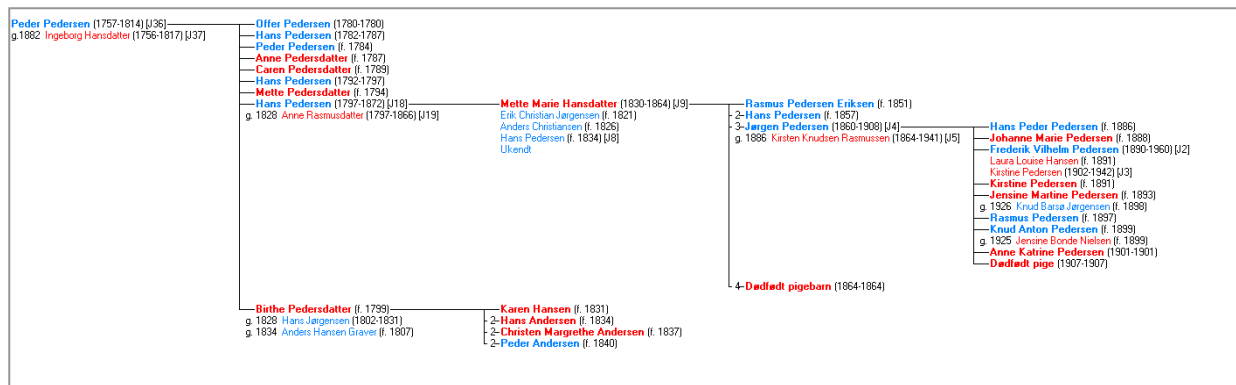 Peder Pedersen (1757-1814) [J36]
g.1882 Ingeborg Hansdatter (1756-1817) [J37]
Offer Pedersen (1780-1780)
Hans Pedersen (1782-1787)
Peder Pedersen (f. 1784)
Anne Pedersdatter (f. 1787)
Caren Pedersdatter (f. 1789)
Hans Pedersen (1792-1797)
Mette Pedersdatter (f. 1794)
Hans Pedersen (1797-1872) [J18]
g. 1828 Anne Rasmusdatter (1797-1866) [J19]
Mette Marie Hansdatter (1830-1864) [J9]
Erik Christian Jørgensen (f. 1821)
Anders Christiansen (f. 1826)
Hans Pedersen (f. 1834) [J8]
Ukendt
Rasmus Pedersen Eriksen (f. 1851)
2 Hans Pedersen (f. 1857)
3 Jørgen Pedersen (1860-1908) [J4]
g. 1886 Kirsten Knudsen Rasmussen (1864-1941) [J5]
Hans Peder Pedersen (f. 1886)
Johanne Marie Pedersen (f. 1888)
Frederik Vilhelm Pedersen (1890-1960) [J2]
Laura Louise Hansen (f. 1891)
Kirstine Pedersen (1902-1942) [J3]
Kirstine Pedersen (f. 1891)
Jensine Martine Pedersen (f. 1893)
g. 1926 Knud Barsø Jørgensen (f. 1898)
Rasmus Pedersen (f. 1897)
Knud Anton Pedersen (f. 1899)
g. 1925 Jensine Bonde Nielsen (f. 1899)
Anne Katrine Pedersen (1901-1901)
Dødfødt pige (1907-1907)
4 Dødfødt pigebarn (1864-1864)
Birthe Pedersdatter (f. 1799)
g. 1828 Hans Jørgensen (1802-1831)
g. 1834 Anders Hansen Graver (f. 1807)
Karen Hansen (f. 1831)
2 Hans Andersen (f. 1834)
2 Christen Margrethe Andersen (f. 1837)
2 Peder Andersen (f. 1840)